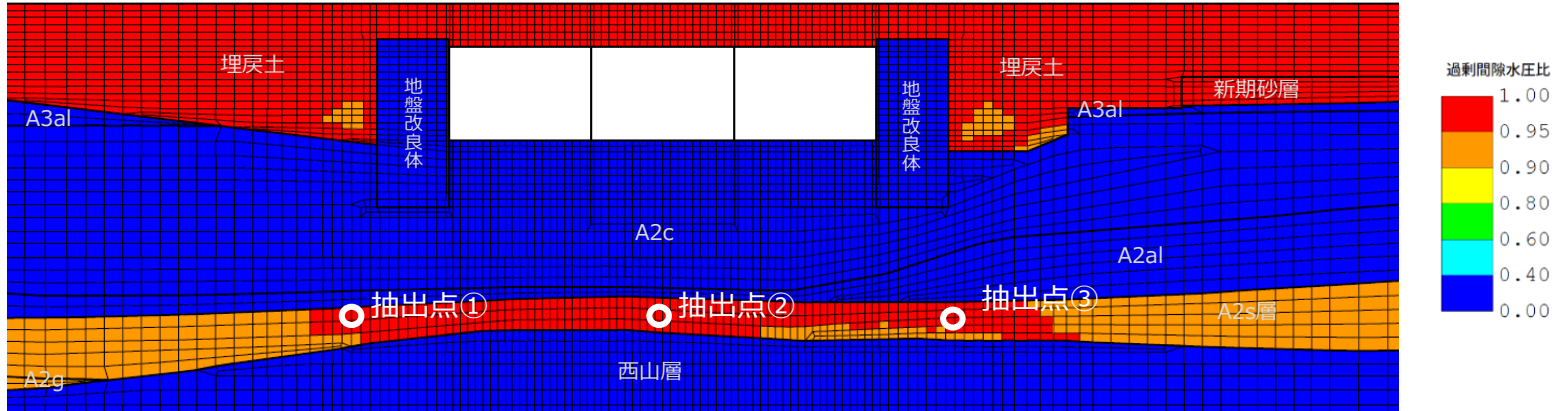 埋戻土
埋戻土
過剰間隙水圧比
1.00
0.95
0.90
0.80
0.60
0.40
0.00
新期砂層
A3al
地盤改良体
地盤改良体
A3al
A2c
A2al
抽出点①
抽出点②
抽出点③
A2s層
西山層
A2g